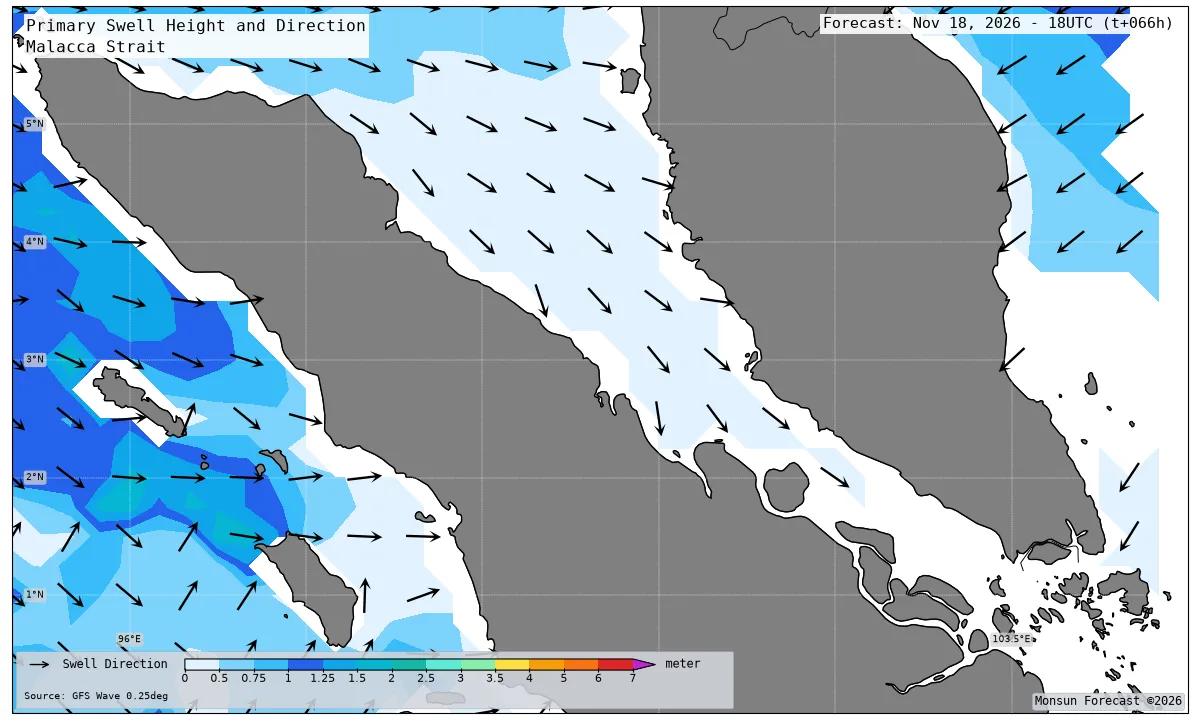 Primary Swell Height and Direction
Malacca Strait
Forecast: Nov 18, 2026 - 18UTC (t+066h)
5°N
4°N
3°N
2°N
1°N
96°E
103.5°E
Swell Direction
0 0.5 0.75 1 1.25 1.5 2 2.5 3 3.5 4 5 6 7
meter
Source: GFS Wave 0.25deg
Monsun Forecast ©2026